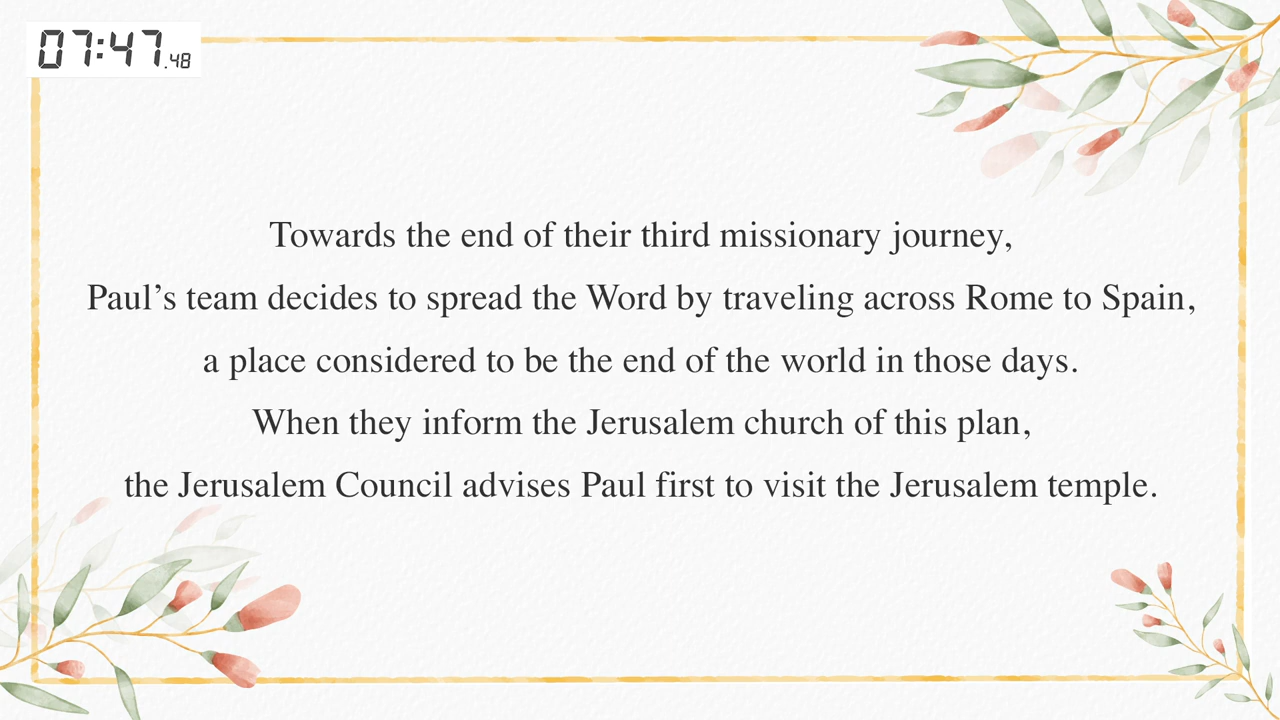 07:47.48
Towards the end of their third missionary journey,
Paul’s team decides to spread the Word by traveling across Rome to Spain,
a place considered to be the end of the world in those days.
When they inform the Jerusalem church of this plan,
the Jerusalem Council advises Paul first to visit the Jerusalem temple.